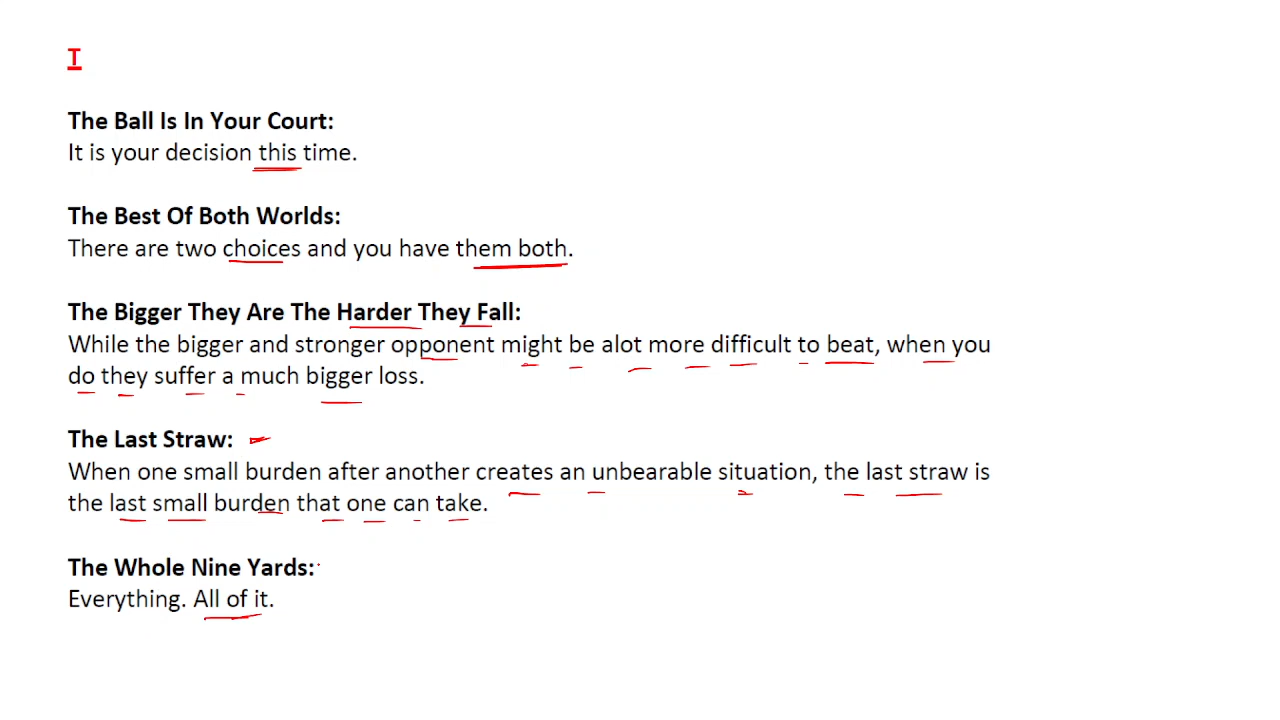 I
The Ball Is In Your Court:
It is your decision this time.
The Best Of Both Worlds:
There are two choices and you have them both.
The Bigger They Are The Harder They Fall:
While the bigger and stronger opponent might be alot more difficult to beat, when you
do they suffer a much bigger loss.
The Last Straw:
When one small burden after another creates an unbearable situation, the last straw is
the last small burden that one can take.
The Whole Nine Yards:
Everything. All of it.